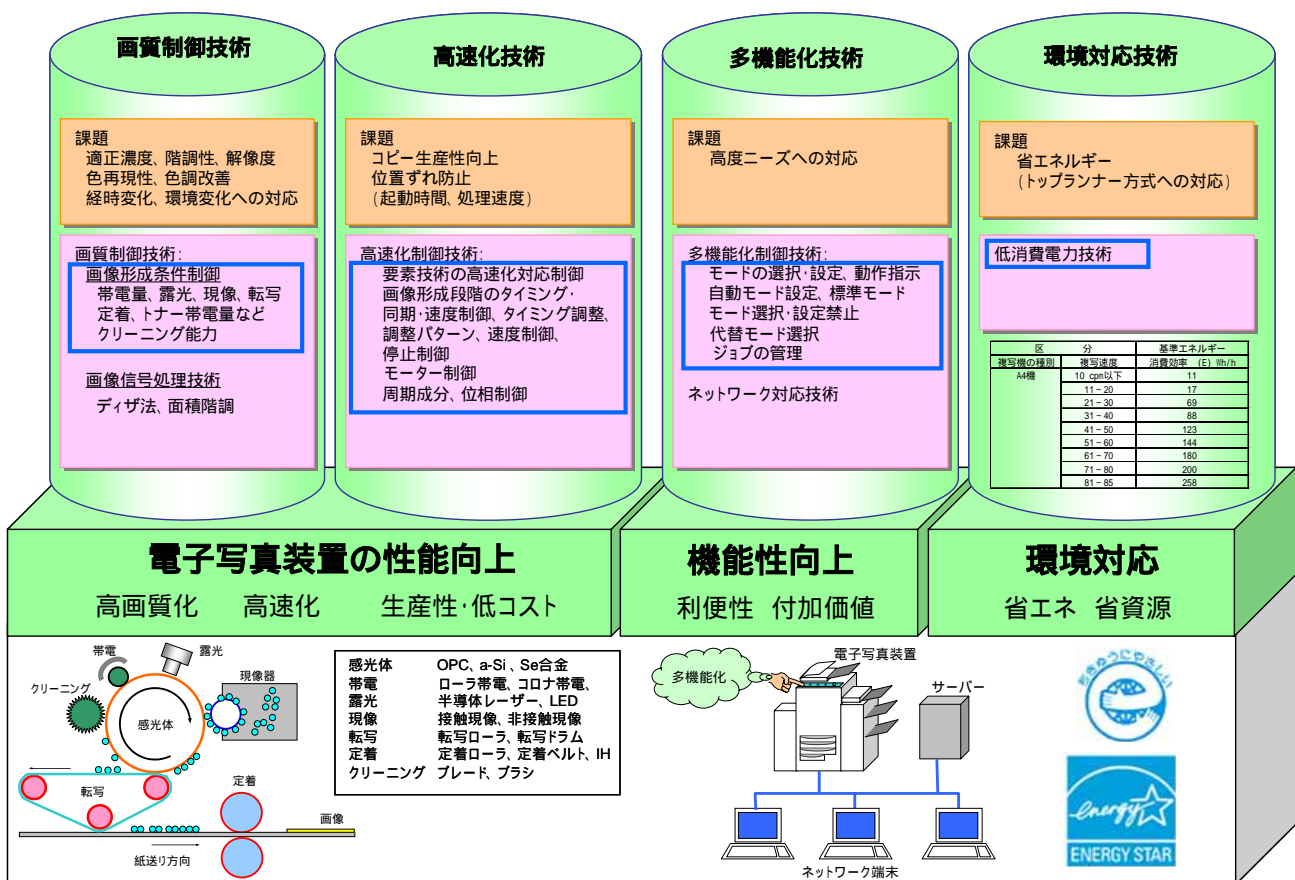 画質制御技術
課題
適正濃度、階調性、解像度
色再現性、色調改善
経時変化、環境変化への対応
画質制御技術:
画像形成条件制御
帯電量、露光、現像、転写
定着、トナー帯電量など
クリーニング能力
画像信号処理技術
ディザ法、面積階調
高速化技術
課題
コピー生産性向上
位置ずれ防止
(起動時間、処理速度)
高速化制御技術:
要素技術の高速化対応制御
画像形成段階のタイミング・
同期・速度制御、タイミング調整、
調整パターン、速度制御、
停止制御
モーター制御
周期成分、位相制御
多機能化技術
課題
高度ニーズへの対応
多機能化制御技術:
モードの選択・設定、動作指示
自動モード設定、標準モード
モード選択・設定禁止
代替モード選択
ジョブの管理
ネットワーク対応技術
環境対応技術
課題
省エネルギー
(トップランナー方式への対応)
低消費電力技術
区 分 基準エネルギー
複写機の種別 複写速度 消費効率 (E) Wh/h
A4機 10 cpm以下 11
11-20 17
21-30 69
31-40 88
41-50 123
51-60 144
61-70 180
71-80 200
81-85 258
電子写真装置の性能向上
高画質化 高速化 生産性・低コスト
機能性向上
利便性 付加価値
環境対応
省エネ 省資源
帯電
露光
クリーニング
現像器
感光体
転写
定着
画像
紙送り方向
感光体 OPC、a-Si、Se合金
帯電 ローラ帯電、コロナ帯電、
露光 半導体レーザー、LED
現像 接触現像、非接触現像
転写 転写ローラ、転写ドラム
定着 定着ローラ、定着ベルト、IH
クリーニング ブレード、ブラシ
多機能化
電子写真装置
サーバー
ネットワーク端末
ちきゅうにやさしい
energy
ENERGY STAR